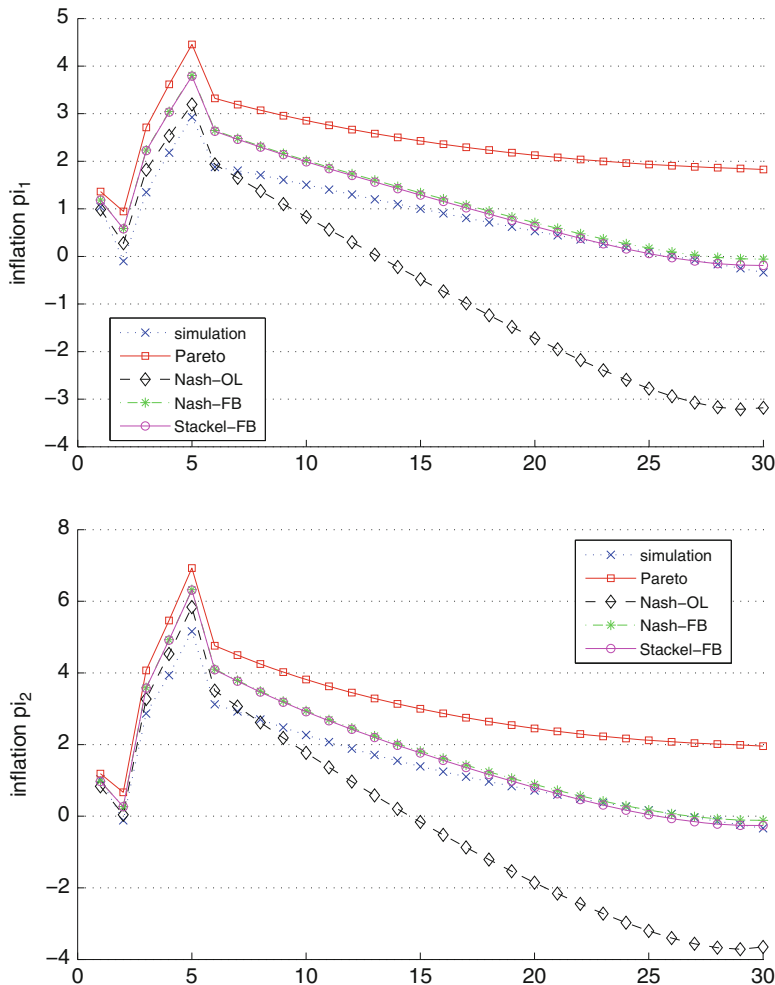 5
4
3
2
1
0
−1
−2
−3
−4
inflation pi1
simulation
Pareto
Nash−OL
Nash−FB
Stackel−FB
0 5 10 15 20 25 30
8
6
4
2
0
−2
−4
inflation pi2
simulation
Pareto
Nash−OL
Nash−FB
Stackel−FB
0 5 10 15 20 25 30